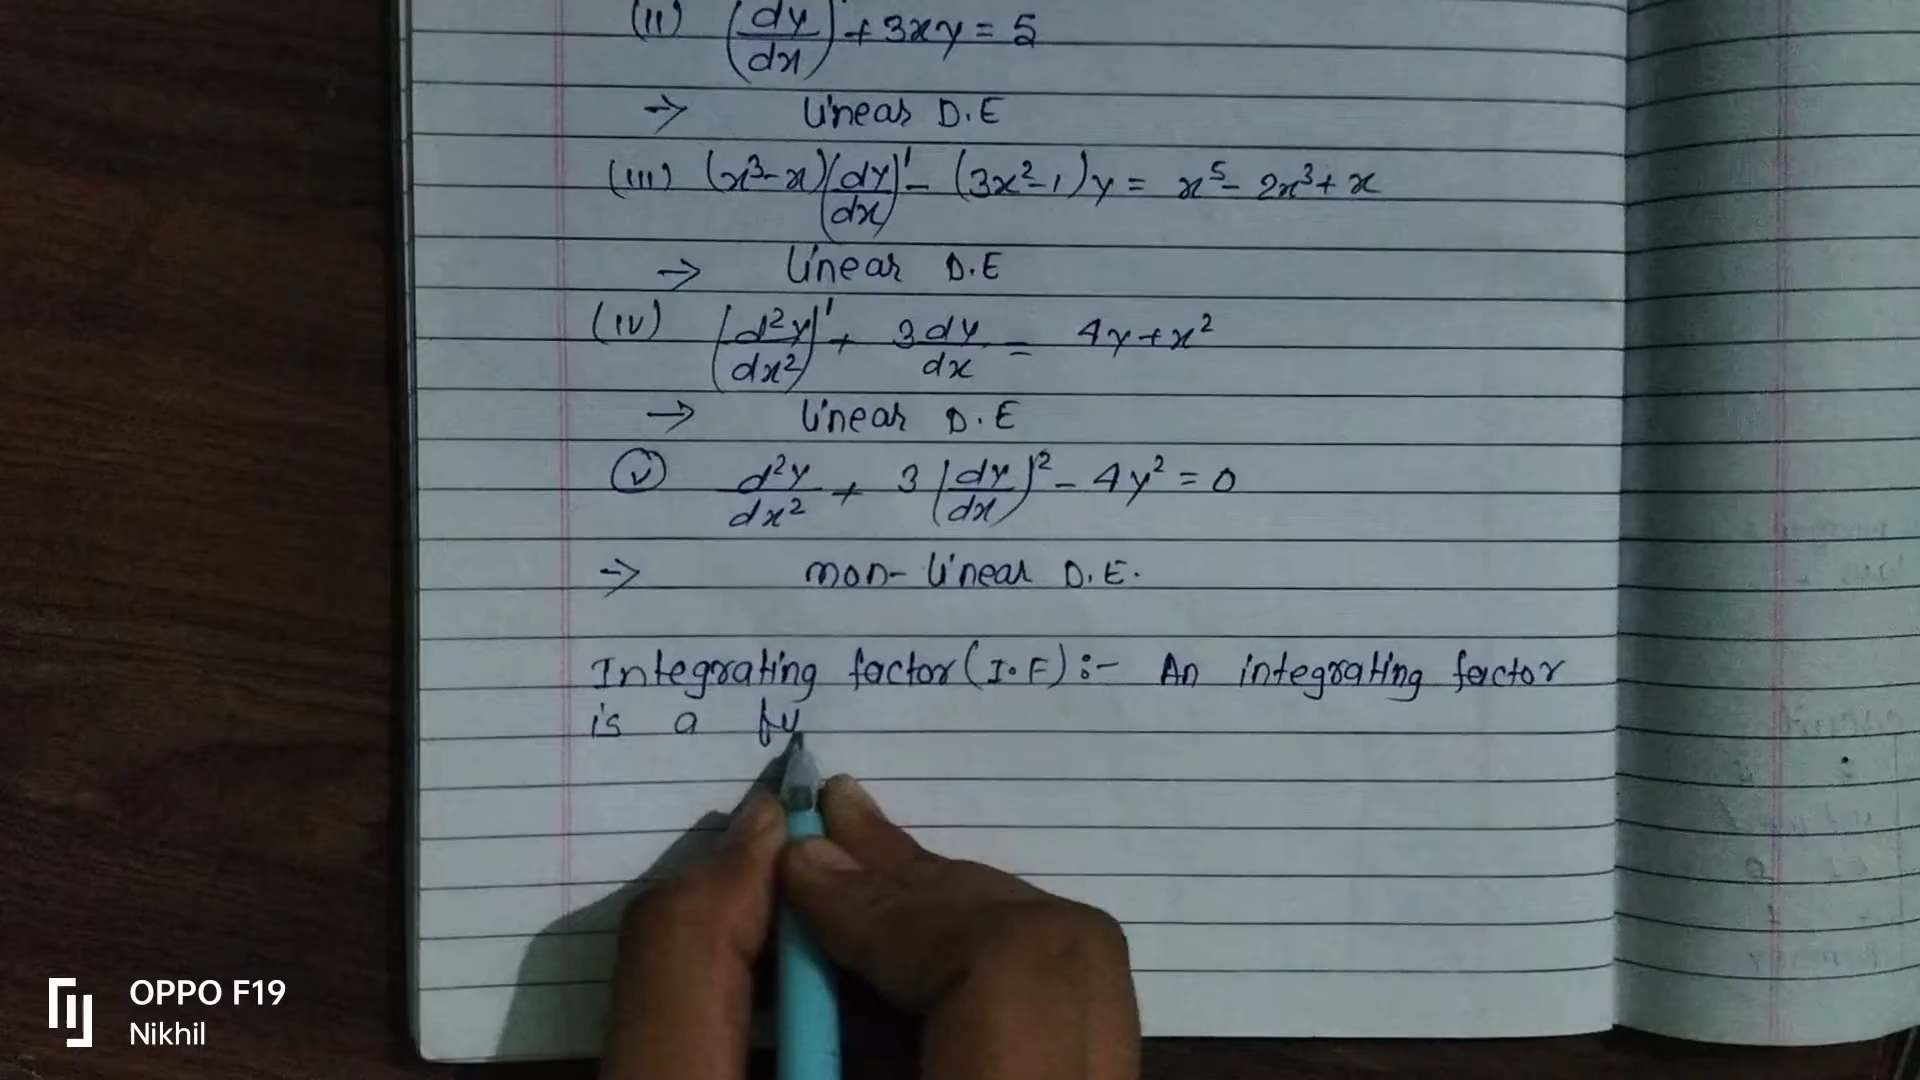 (ii) (dy/dx)' + 3xy = 5
→ linear D.E
(iii) (x³-x)(dy/dx)' - (3x²-1)y = x⁵- 2x³+ x
→ linear D.E
(iv) (d²y/dx²)' + 3dy/dx = 4y+x²
→ linear D.E
(v) d²y/dx² + 3(dy/dx)² - 4y² = 0
→ non-linear D.E.
Integrating factor (I.F) :- An integrating factor
is a fu
OPPO F19
Nikhil